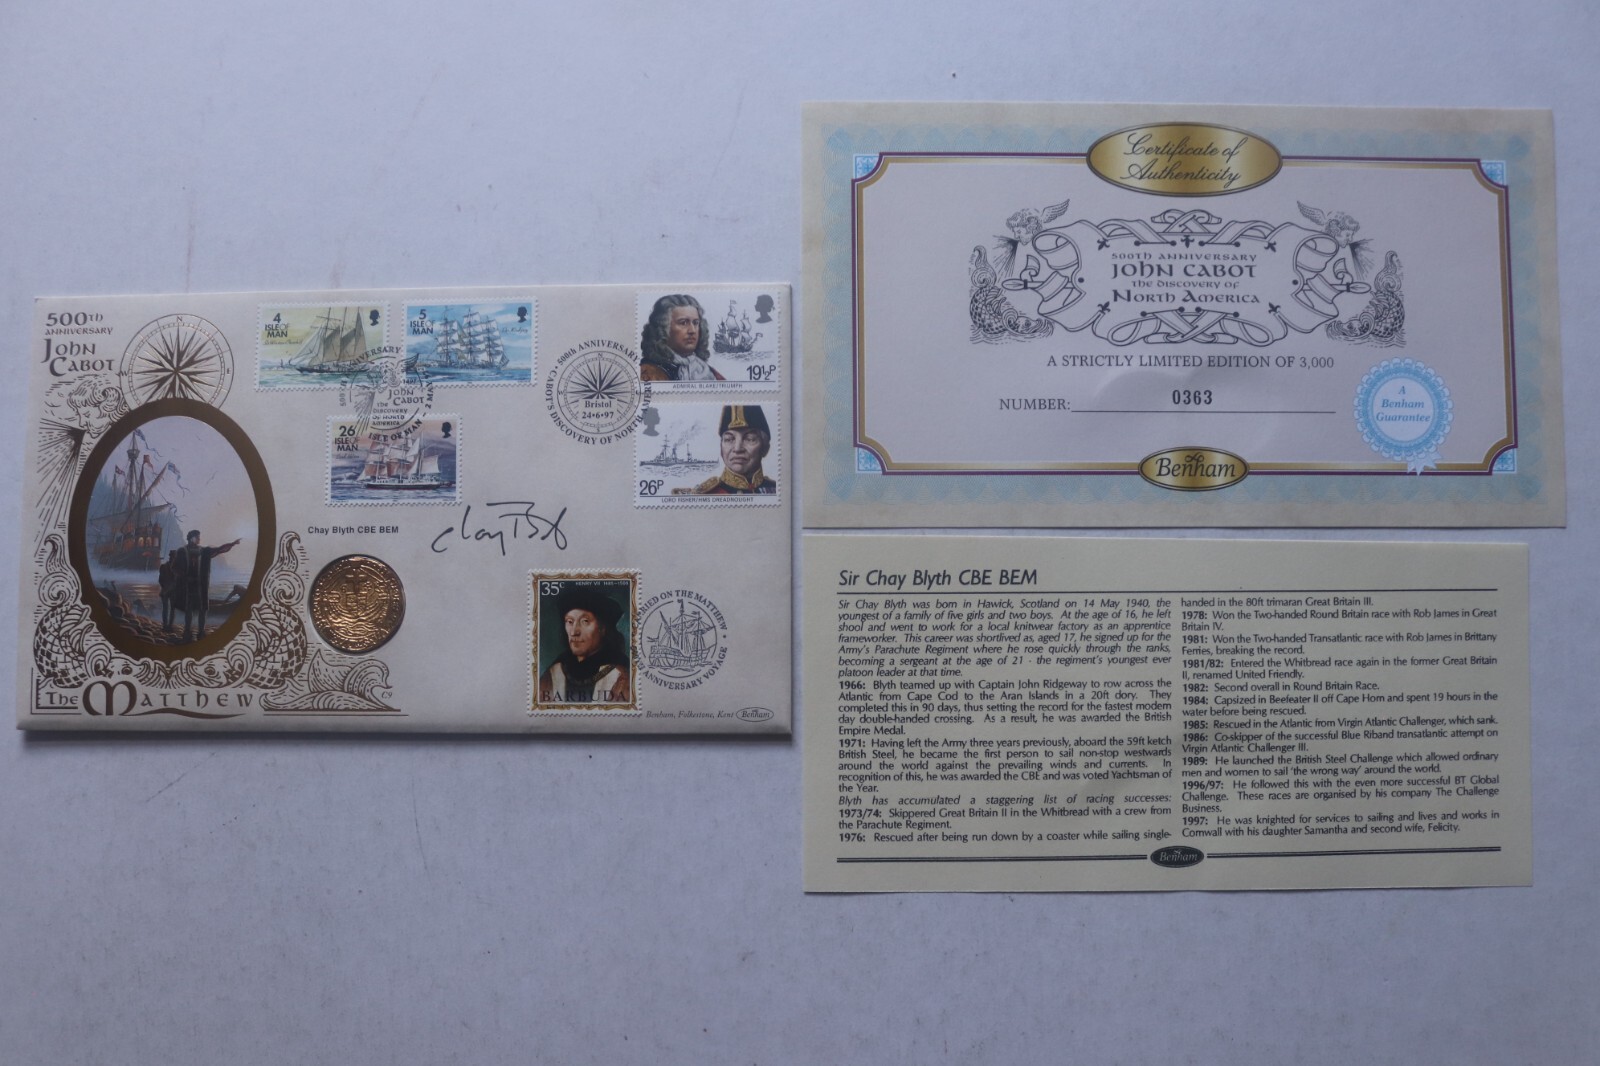 500TH
ANNIVERSARY
JOHN
CABOT
4
ISLE OF
MAN
5
ISLE OF
MAN
26
ISLE OF
MAN
JOHN
CABOT
THE
DISCOVERY
OF NORTH
AMERICA
ISLE OF MAN
500th ANNIVERSARY
Bristol
24•6•97
CABOT'S DISCOVERY OF NORTH AMERI
19½P
ADMIRAL BLAKE/TRIUMPH
26P
LORD FISHER/HMS DREADNOUGHT
Chay Blyth CBE BEM
35c
HENRY VII 1485-1509
BARBUDA
CARRIED ON THE MATTHEW
ANNIVERSARY VOYAGE
Benham, Folkestone, Kent
Benham
THE MATTHEW
C9
Certificate of
Authenticity
500TH ANNIVERSARY
JOHN CABOT
THE DISCOVERY OF
NORTH AMERICA
A STRICTLY LIMITED EDITION OF 3,000
NUMBER: 0363
A
Benham
Guarantee
Benham
Sir Chay Blyth CBE BEM
Sir Chay Blyth was born in Hawick, Scotland on 14 May 1940, the
youngest of a family of five girls and two boys. At the age of 16, he left
shool and went to work for a local knitwear factory as an apprentice
frameworker. This career was shortlived as, aged 17, he signed up for the
Army's Parachute Regiment where he rose quickly through the ranks,
becoming a sergeant at the age of 21 - the regiment's youngest ever
platoon leader at that time.
1966: Blyth teamed up with Captain John Ridgeway to row across the
Atlantic from Cape Cod to the Aran Islands in a 20ft dory. They
completed this in 90 days, thus setting the record for the fastest modern
day double-handed crossing. As a result, he was awarded the British
Empire Medal.
1971: Having left the Army three years previously, aboard the 59ft ketch
British Steel, he became the first person to sail non-stop westwards
around the world against the prevailing winds and currents. In
recognition of this, he was awarded the CBE and was voted Yachtsman of
the Year.
Blyth has accumulated a staggering list of racing successes:
1973/74: Skippered Great Britain II in the Whitbread with a crew from
the Parachute Regiment.
1976: Rescued after being run down by a coaster while sailing single-
handed in the 80ft trimaran Great Britain III.
1978: Won the Two-handed Round Britain race with Rob James in Great
Britain IV.
1981: Won the Two-handed Transatlantic race with Rob James in Brittany
Ferries, breaking the record.
1981/82: Entered the Whitbread race again in the former Great Britain
II, renamed United Friendly.
1982: Second overall in Round Britain Race.
1984: Capsized in Beefeater II off Cape Horn and spent 19 hours in the
water before being rescued.
1985: Rescued in the Atlantic from Virgin Atlantic Challenger, which sank.
1986: Co-skipper of the successful Blue Riband transatlantic attempt on
Virgin Atlantic Challenger III.
1989: He launched the British Steel Challenge which allowed ordinary
men and women to sail 'the wrong way' around the world.
1996/97: He followed this with the even more successful BT Global
Challenge. These races are organised by his company The Challenge
Business.
1997: He was knighted for services to sailing and lives and works in
Cornwall with his daughter Samantha and second wife, Felicity.
Benham